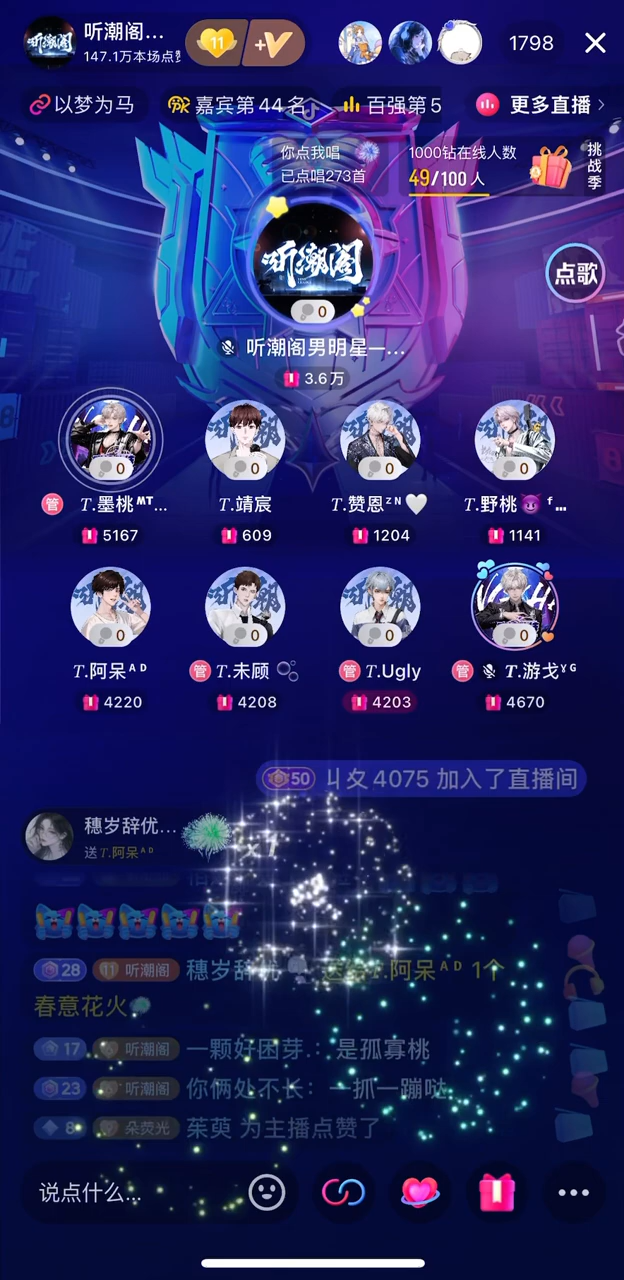 听潮阁...
147.1万本场点赞
11
+
1798
以梦为马
嘉宾第44名
百强第5
更多直播
你点我唱
已点唱273首
1000钻在线人数
49/100人
挑战季
听潮阁
点歌
0
听潮阁男明星一...
3.6万
0
0
0
0
管 T.墨桃ᴹᵀ...
T.靖宸
T.赞恩ᶻᴺ🤍
T.野桃😈ᶠ...
5167
609
1204
1141
0
0
0
0
T.阿呆ᴬᴰ
管 T.未顾
管 T.Ugly
管 T.游戈ˠᴳ
4220
4208
4203
4670
50 丩攵 4075 加入了直播间
穗岁辞优...
送 T.阿呆ᴬᴰ
x 1
28 11 听潮阁 穗岁辞优 送给T.阿呆ᴬᴰ 1个
春意花火
17 听潮阁 一颗好困芽.：是孤寡桃
23 听潮阁 你俩处不长：一抓一蹦哒
8 朵荧光 茱萸 为主播点赞了
说点什么...